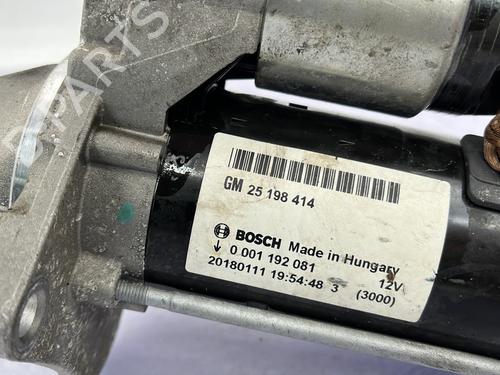 PARTS
GM 25 198 414
BOSCH Made in Hungary
0 001 192 081 12V
20180111 19:54:48 3 (3000)